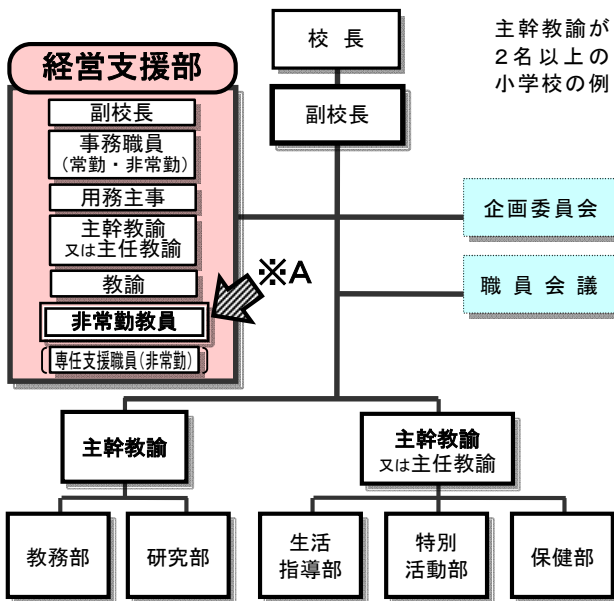 校長
主幹教諭が
2名以上の
小学校の例
経営支援部
副校長
副校長
事務職員
(常勤・非常勤)
用務主事
主幹教諭
又は主任教諭
企画委員会
教諭
※A
職員会議
非常勤教員
専任支援職員(非常勤)
主幹教諭
主幹教諭
又は主任教諭
教務部
研究部
生活
指導部
特別
活動部
保健部